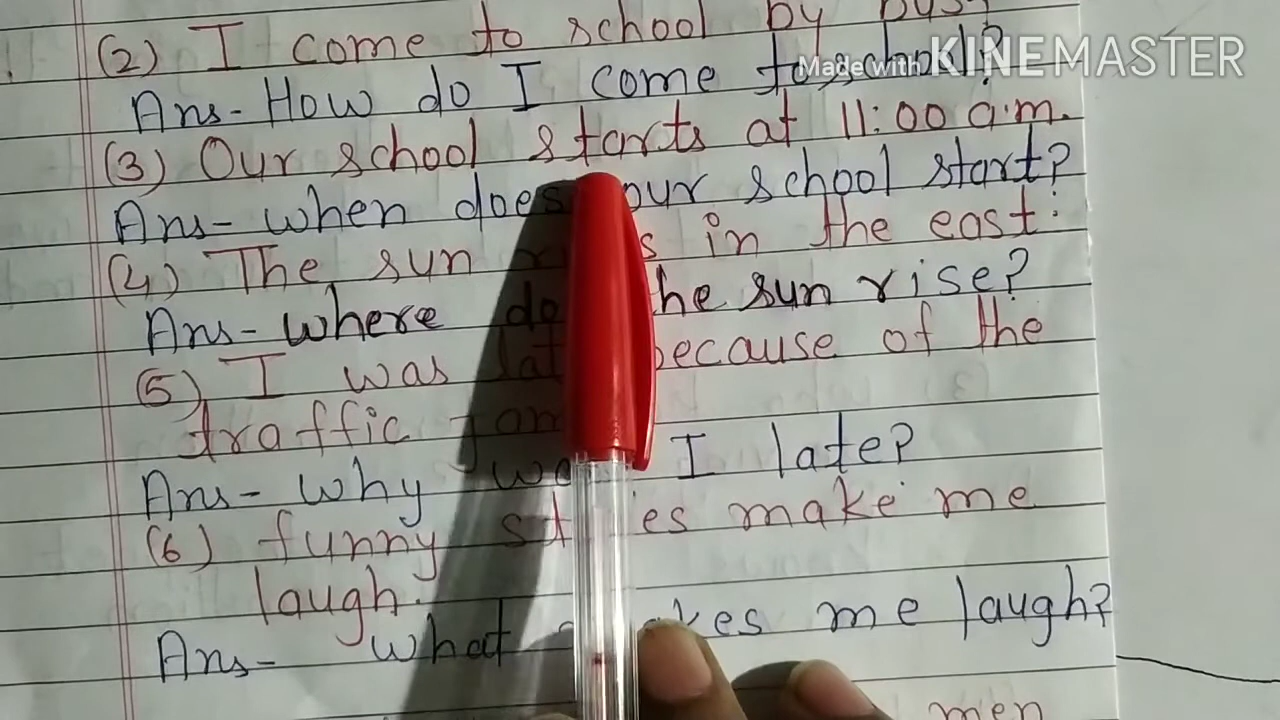 (2) I come to school by bus.
Made with KINEMASTER
Ans- How do I come to school?
(3) Our school starts at 11:00 a.m.
Ans- when does our school start?
(4) The sun in the east.
Ans- where the sun rise?
(5) I was because of the
traffic jam
Ans- why I late?
(6) funny make me
laugh.
Ans- what me laugh?
men